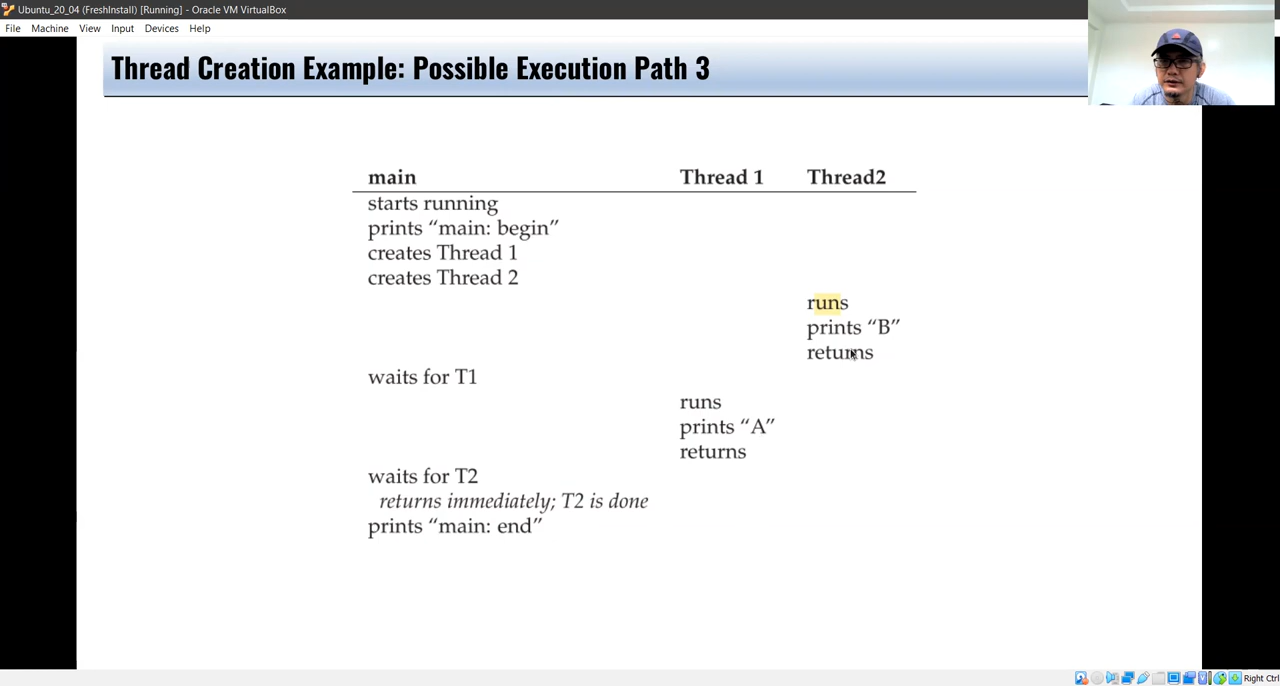 Ubuntu_20_04 (FreshInstall) [Running] - Oracle VM VirtualBox
File Machine View Input Devices Help
Thread Creation Example: Possible Execution Path 3
main Thread 1 Thread2
starts running
prints “main: begin”
creates Thread 1
creates Thread 2
runs
prints “B”
returns
waits for T1
runs
prints “A”
returns
waits for T2
returns immediately; T2 is done
prints “main: end”
Right Ctrl